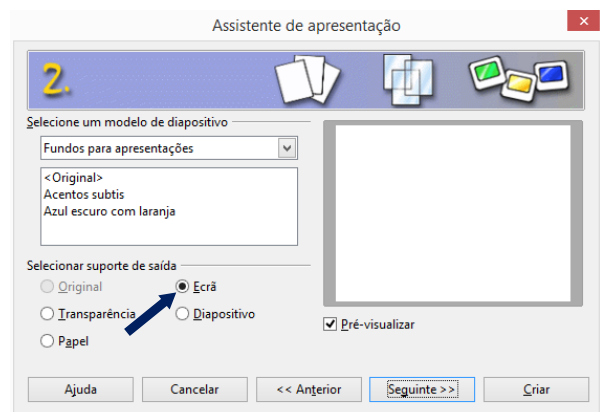 Assistente de apresentação
2.
Selecione um modelo de diapositivo
Fundos para apresentações
<Original>
Acentos subtis
Azul escuro com laranja
Selecionar suporte de saída
Original
Ecrã
Transparência
Diapositivo
Papel
Pré-visualizar
Ajuda
Cancelar
<< Anterior
Seguinte >>
Criar